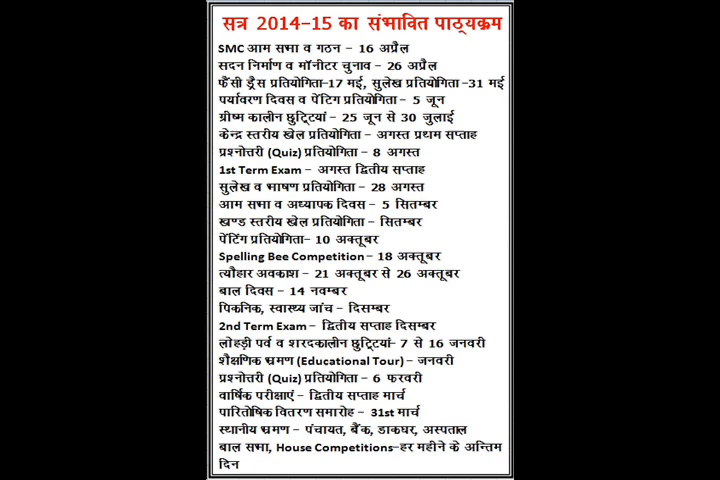 सत्र 2014-15 का संभावित पाठ्यक्रम
SMC आम सभा व गठन - 16 अप्रैल
सदन निर्माण व मॉनीटर चुनाव - 26 अप्रैल
फैंसी ड्रैस प्रतियोगिता-17 मई, सुलेख प्रतियोगिता -31 मई
पर्यावरण दिवस व पेंटिग प्रतियोगिता - 5 जून
ग्रीष्म कालीन छुट्टियां - 25 जून से 30 जुलाई
केन्द्र स्तरीय खेल प्रतियोगिता - अगस्त प्रथम सप्ताह
प्रश्नोत्तरी (Quiz) प्रतियोगिता - 8 अगस्त
1st Term Exam - अगस्त द्वितीय सप्ताह
सुलेख व भाषण प्रतियोगिता - 28 अगस्त
आम सभा व अध्यापक दिवस - 5 सितम्बर
खण्ड स्तरीय खेल प्रतियोगिता - सितम्बर
पेंटिंग प्रतियोगिता- 10 अक्तूबर
Spelling Bee Competition - 18 अक्तूबर
त्यौहार अवकाश - 21 अक्तूबर से 26 अक्तूबर
बाल दिवस - 14 नवम्बर
पिकनिक, स्वास्थ्य जांच - दिसम्बर
2nd Term Exam - द्वितीय सप्ताह दिसम्बर
लोहड़ी पर्व व शरदकालीन छुट्टियां- 7 से 16 जनवरी
शैक्षणिक भ्रमण (Educational Tour) - जनवरी
प्रश्नोत्तरी (Quiz) प्रतियोगिता - 6 फरवरी
वार्षिक परीक्षाएं - द्वितीय सप्ताह मार्च
पारितोषिक वितरण समारोह - 31st मार्च
स्थानीय भ्रमण - पंचायत, बैंक, डाकघर, अस्पताल
बाल सभा, House Competitions-हर महीने के अन्तिम
दिन